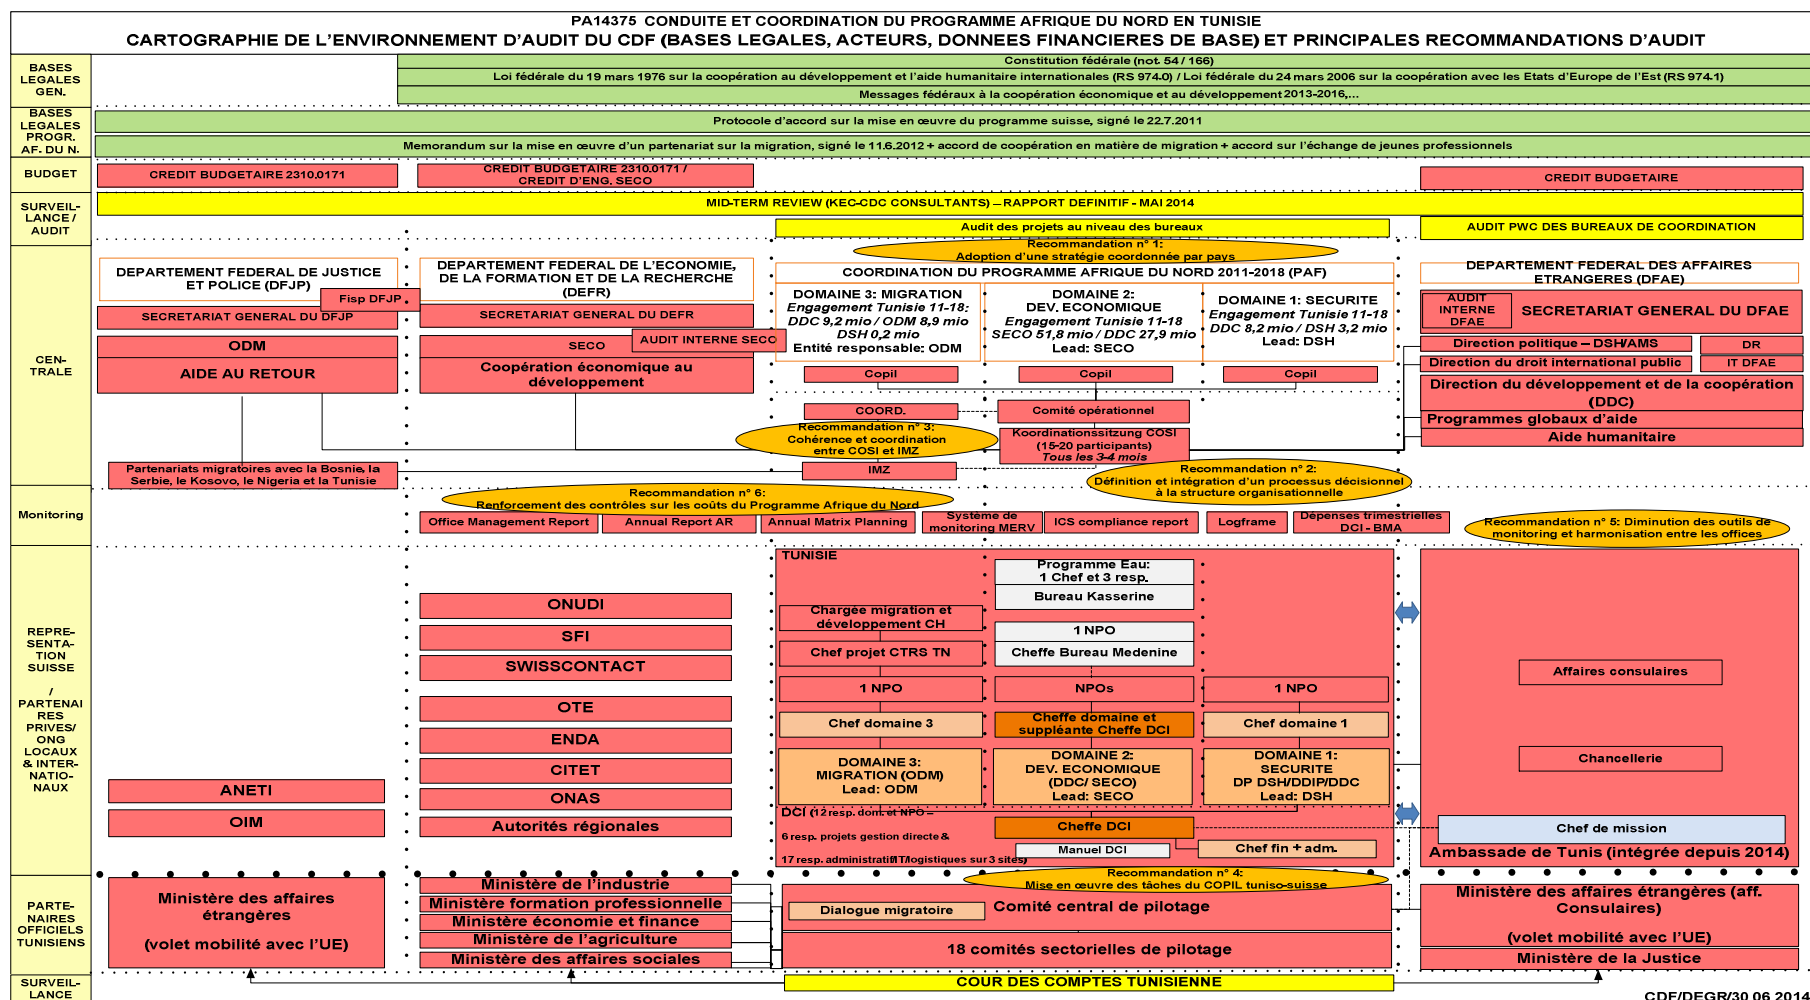 PA14375 CONDUITE ET COORDINATION DU PROGRAMME AFRIQUE DU NORD EN TUNISIE
CARTOGRAPHIE DE L'ENVIRONNEMENT D'AUDIT DU CDF (BASES LEGALES, ACTEURS, DONNEES FINANCIERES DE BASE) ET PRINCIPALES RECOMMANDATIONS D'AUDIT
BASES
LEGALES
GEN.
Constitution fédérale (not. 54 / 166)
Loi fédérale du 19 mars 1976 sur la coopération au développement et l'aide humanitaire internationales (RS 974.0) / Loi fédérale du 24 mars 2006 sur la coopération avec les Etats d'Europe de l'Est (RS 974.1)
Messages fédéraux à la coopération économique et au développement 2013-2016,...
BASES
LEGALES
PROGR.
AF. DU N.
Protocole d'accord sur la mise en œuvre du programme suisse, signé le 22.7.2011
Memorandum sur la mise en œuvre d'un partenariat sur la migration, signé le 11.6.2012 + accord de coopération en matière de migration + accord sur l'échange de jeunes professionnels
BUDGET
CREDIT BUDGETAIRE 2310.0171
CREDIT BUDGETAIRE 2310.0171 /
CREDIT D'ENG. SECO
CREDIT BUDGETAIRE
SURVEIL-
LANCE /
AUDIT
MID-TERM REVIEW (KEC-CDC CONSULTANTS) – RAPPORT DEFINITIF - MAI 2014
Audit des projets au niveau des bureaux
AUDIT PWC DES BUREAUX DE COORDINATION
CEN-
TRALE
Recommandation n° 1:
Adoption d'une stratégie coordonnée par pays
DEPARTEMENT FEDERAL DE JUSTICE
ET POLICE (DFJP)
Fisp DFJP
SECRETARIAT GENERAL DU DFJP
ODM
AIDE AU RETOUR
DEPARTEMENT FEDERAL DE L'ECONOMIE,
DE LA FORMATION ET DE LA RECHERCHE
(DEFR)
SECRETARIAT GENERAL DU DEFR
SECO
AUDIT INTERNE SECO
Coopération économique au
développement
COORDINATION DU PROGRAMME AFRIQUE DU NORD 2011-2018 (PAF)
DOMAINE 3: MIGRATION
Engagement Tunisie 11-18:
DDC 9,2 mio / ODM 8,9 mio
DSH 0,2 mio
Entité responsable: ODM
DOMAINE 2:
DEV. ECONOMIQUE
Engagement Tunisie 11-18
SECO 51,8 mio / DDC 27,9 mio
Lead: SECO
DOMAINE 1: SECURITE
Engagement Tunisie 11-18
DDC 8,2 mio / DSH 3,2 mio
Lead: DSH
Copil
Copil
Copil
COORD.
Comité opérationnel
Recommandation n° 3:
Cohérence et coordination
entre COSI et IMZ
Koordinationssitzung COSI
(15-20 participants)
Tous les 3-4 mois
IMZ
DEPARTEMENT FEDERAL DES AFFAIRES
ETRANGERES (DFAE)
AUDIT
INTERNE
DFAE
SECRETARIAT GENERAL DU DFAE
Direction politique – DSH/AMS
DR
Direction du droit international public
IT DFAE
Direction du développement et de la coopération
(DDC)
Programmes globaux d'aide
Aide humanitaire
Partenariats migratoires avec la Bosnie, la
Serbie, le Kosovo, le Nigeria et la Tunisie
Recommandation n° 2:
Définition et intégration d'un processus décisionnel
à la structure organisationnelle
Monitoring
Recommandation n° 6:
Renforcement des contrôles sur les coûts du Programme Afrique du Nord
Office Management Report
Annual Report AR
Annual Matrix Planning
Système de
monitoring MERV
ICS compliance report
Logframe
Dépenses trimestrielles
DCI - BMA
Recommandation n° 5: Diminution des outils de
monitoring et harmonisation entre les offices
REPRE-
SENTA-
TION
SUISSE
/
PARTENAI
RES
PRIVES/
ONG
LOCAUX
& INTER-
NATIO-
NAUX
ANETI
OIM
ONUDI
SFI
SWISSCONTACT
OTE
ENDA
CITET
ONAS
Autorités régionales
TUNISIE
Programme Eau:
1 Chef et 3 resp.
Bureau Kasserine
Chargée migration et
développement CH
1 NPO
Chef projet CTRS TN
Cheffe Bureau Medenine
1 NPO
NPOs
1 NPO
Chef domaine 3
Cheffe domaine et
suppléante Cheffe DCI
Chef domaine 1
DOMAINE 3:
MIGRATION (ODM)
Lead: ODM
DOMAINE 2:
DEV. ECONOMIQUE
(DDC/ SECO)
Lead: SECO
DOMAINE 1:
SECURITE
DP DSH/DDIP/DDC
Lead: DSH
DCI (12 resp. dom. et NPO –
6 resp. projets gestion directe &
17 resp. administratif/IT/logistiques sur 3 sites)
Cheffe DCI
Manuel DCI
Chef fin + adm.
Affaires consulaires
Chancellerie
Chef de mission
Ambassade de Tunis (intégrée depuis 2014)
PARTE-
NAIRES
OFFICIELS
TUNISIENS
Ministère des affaires
étrangères
(volet mobilité avec l'UE)
Ministère de l'industrie
Ministère formation professionnelle
Ministère économie et finance
Ministère de l'agriculture
Ministère des affaires sociales
Recommandation n° 4:
Mise en œuvre des tâches du COPIL tuniso-suisse
Dialogue migratoire
Comité central de pilotage
18 comités sectorielles de pilotage
Ministère des affaires étrangères (aff.
Consulaires)
(volet mobilité avec l'UE)
Ministère de la Justice
SURVEIL-
LANCE
COUR DES COMPTES TUNISIENNE
CDF/DEGR/30.06.2014